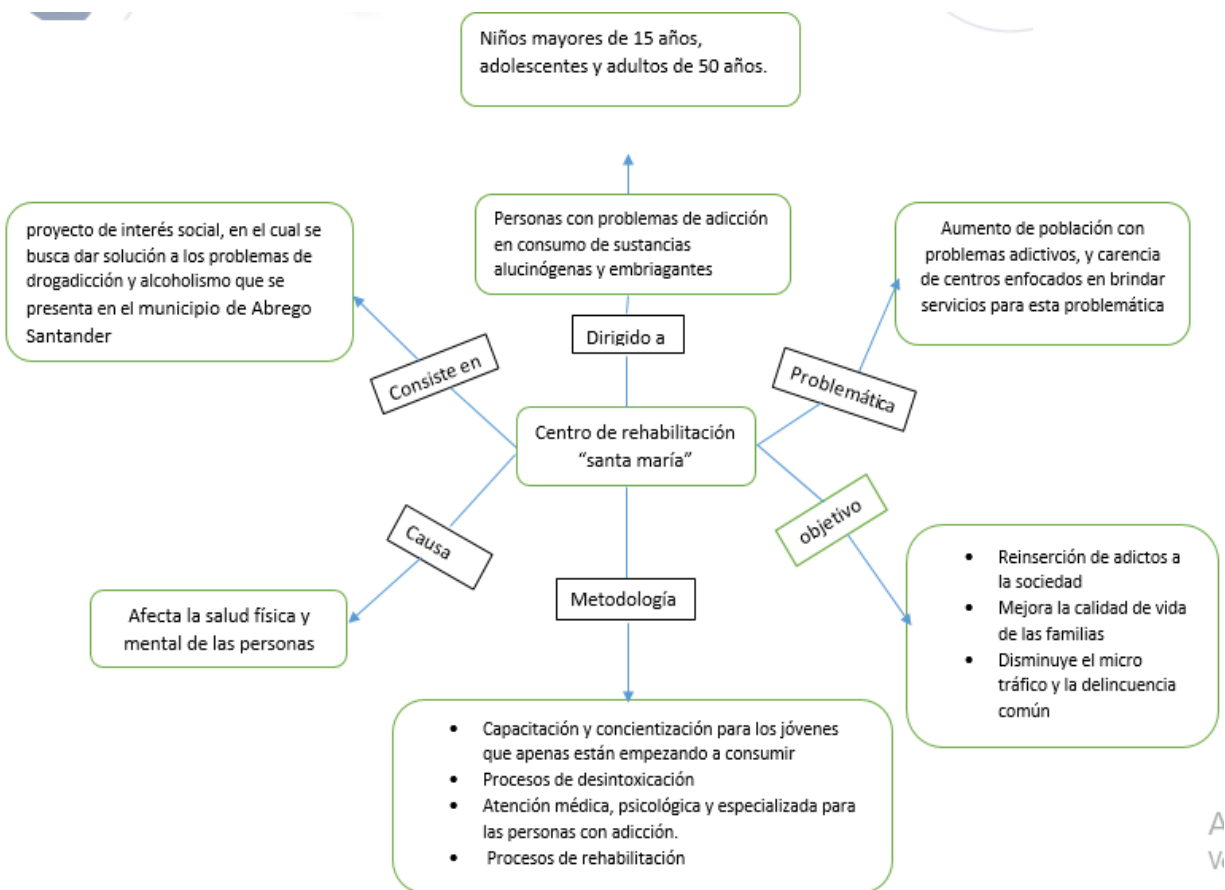 Niños mayores de 15 años,
adolescentes y adultos de 50 años.
proyecto de interés social, en el cual se
busca dar solución a los problemas de
drogadicción y alcoholismo que se
presenta en el municipio de Abrego
Santander
Personas con problemas de adicción
en consumo de sustancias
alucinógenas y embriagantes
Aumento de población con
problemas adictivos, y carencia
de centros enfocados en brindar
servicios para esta problemática
Consiste en
Dirigido a
Problemática
Centro de rehabilitación
“santa maría”
Causa
objetivo
Metodología
Afecta la salud física y
mental de las personas
• Reinserción de adictos a
la sociedad
• Mejora la calidad de vida
de las familias
• Disminuye el micro
tráfico y la delincuencia
común
• Capacitación y concientización para los jóvenes
que apenas están empezando a consumir
• Procesos de desintoxicación
• Atención médica, psicológica y especializada para
las personas con adicción.
• Procesos de rehabilitación